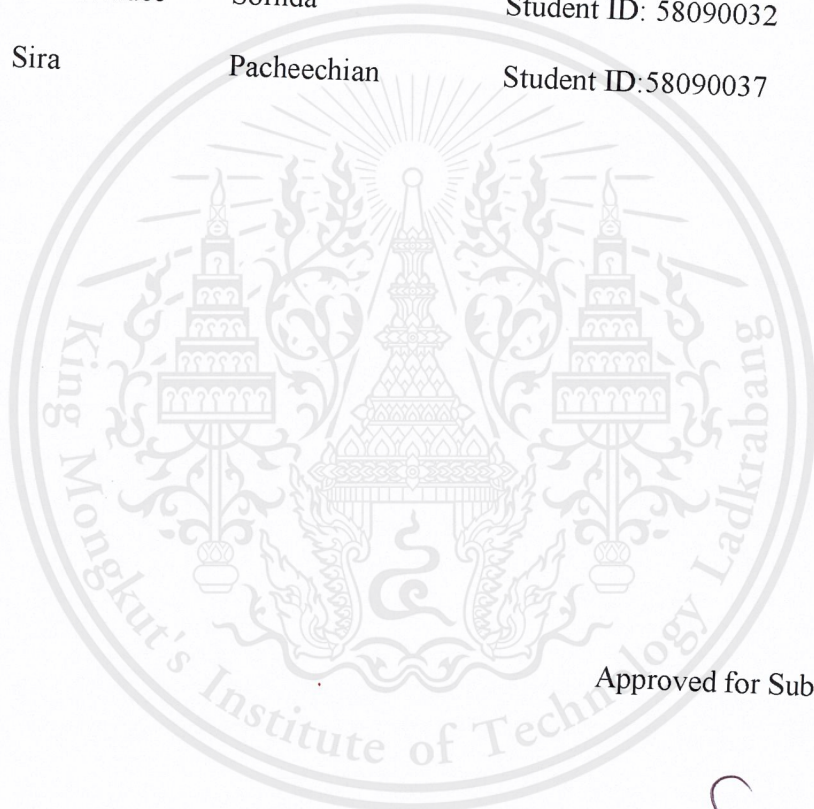 Student ID: 58090032
Sira Pacheechian Student ID:58090037
King Mongkut's Institute of Technology Ladkrabang
Approved for Sub